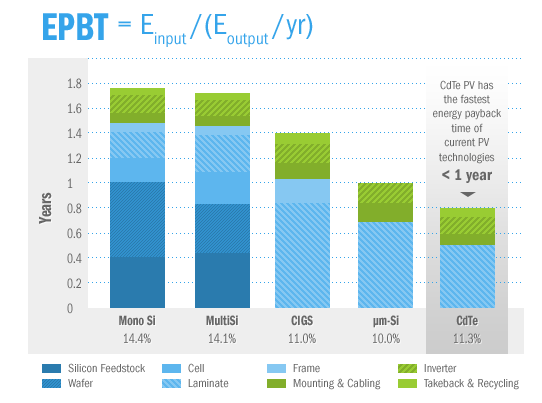 EPBT = Einput/(Eoutput/yr)
Years
1.8
1.6
1.4
1.2
1
0.8
0.6
0.4
0.2
0
CdTe PV has
the fastest
energy payback
time of
current PV
technologies
< 1 year
Mono Si
14.4%
MultiSi
14.1%
CIGS
11.0%
µm-Si
10.0%
CdTe
11.3%
Silicon Feedstock
Wafer
Cell
Laminate
Frame
Mounting & Cabling
Inverter
Takeback & Recycling